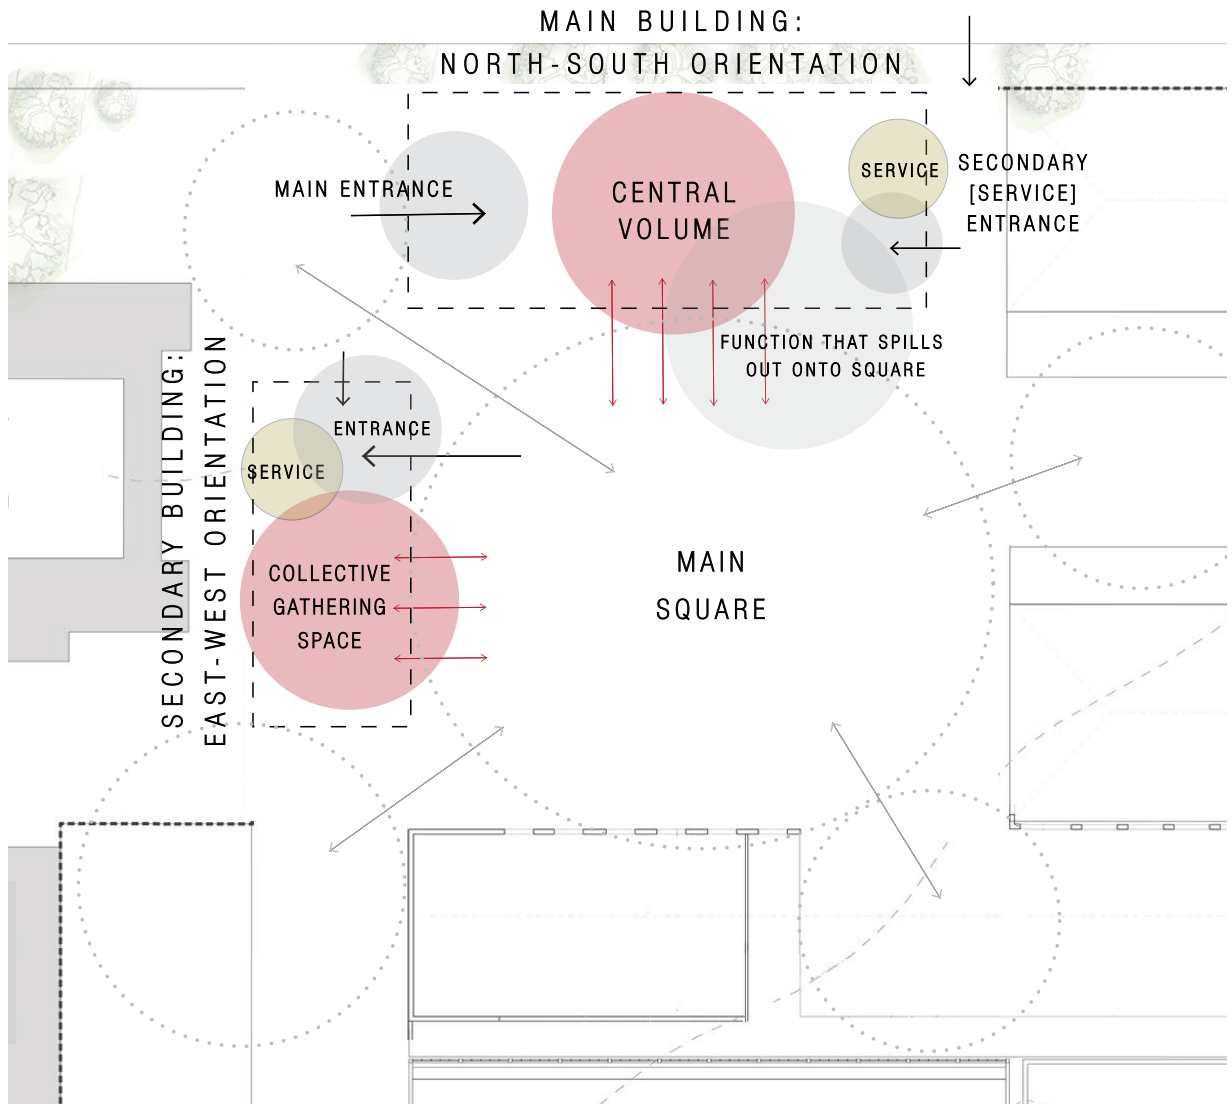 MAIN BUILDING:
NORTH-SOUTH ORIENTATION
MAIN ENTRANCE
CENTRAL
VOLUME
SERVICE
SECONDARY
[SERVICE]
ENTRANCE
FUNCTION THAT SPILLS
OUT ONTO SQUARE
SECONDARY BUILDING:
EAST-WEST ORIENTATION
ENTRANCE
SERVICE
COLLECTIVE
GATHERING
SPACE
MAIN
SQUARE